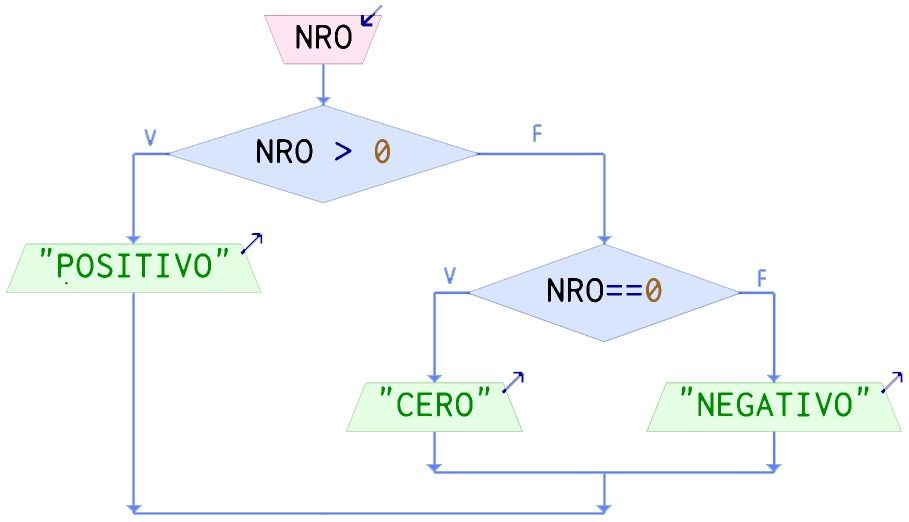 NRO
NRO > 0
V
F
"POSITIVO"
NRO==0
V
F
"CERO"
"NEGATIVO"